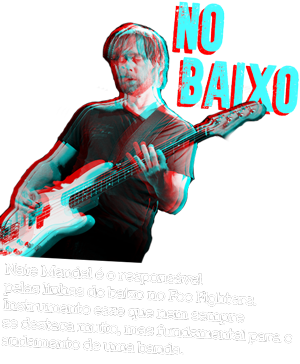 NO
BAIXO
Nate Mendel é o responsável
pelas linhas do baixo no Foo Fighters
Instrumento esse que nem sempre
se destaca muito, mas fundamental para o
andamento de uma banda.